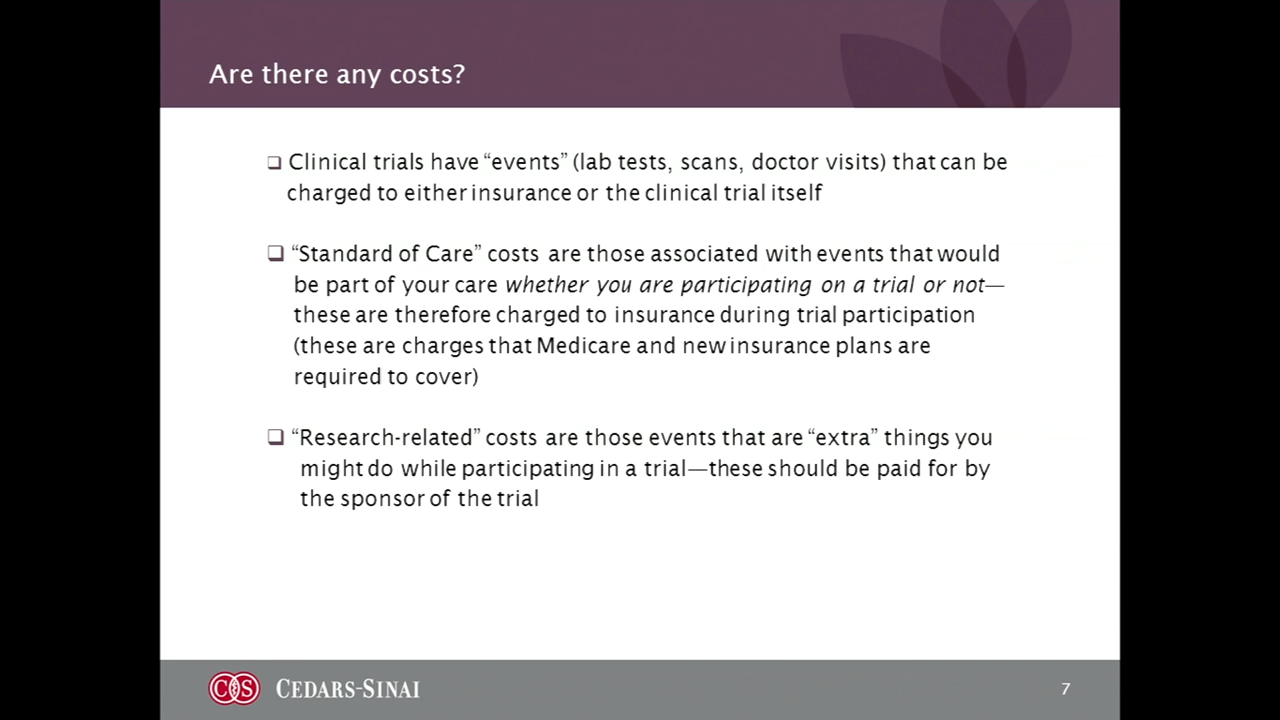 Are there any costs?
❑ Clinical trials have “events” (lab tests, scans, doctor visits) that can be
charged to either insurance or the clinical trial itself
❑ “Standard of Care” costs are those associated with events that would
be part of your care whether you are participating on a trial or not—
these are therefore charged to insurance during trial participation
(these are charges that Medicare and new insurance plans are
required to cover)
❑ “Research-related” costs are those events that are “extra” things you
might do while participating in a trial—these should be paid for by
the sponsor of the trial
CS CEDARS-SINAI
7